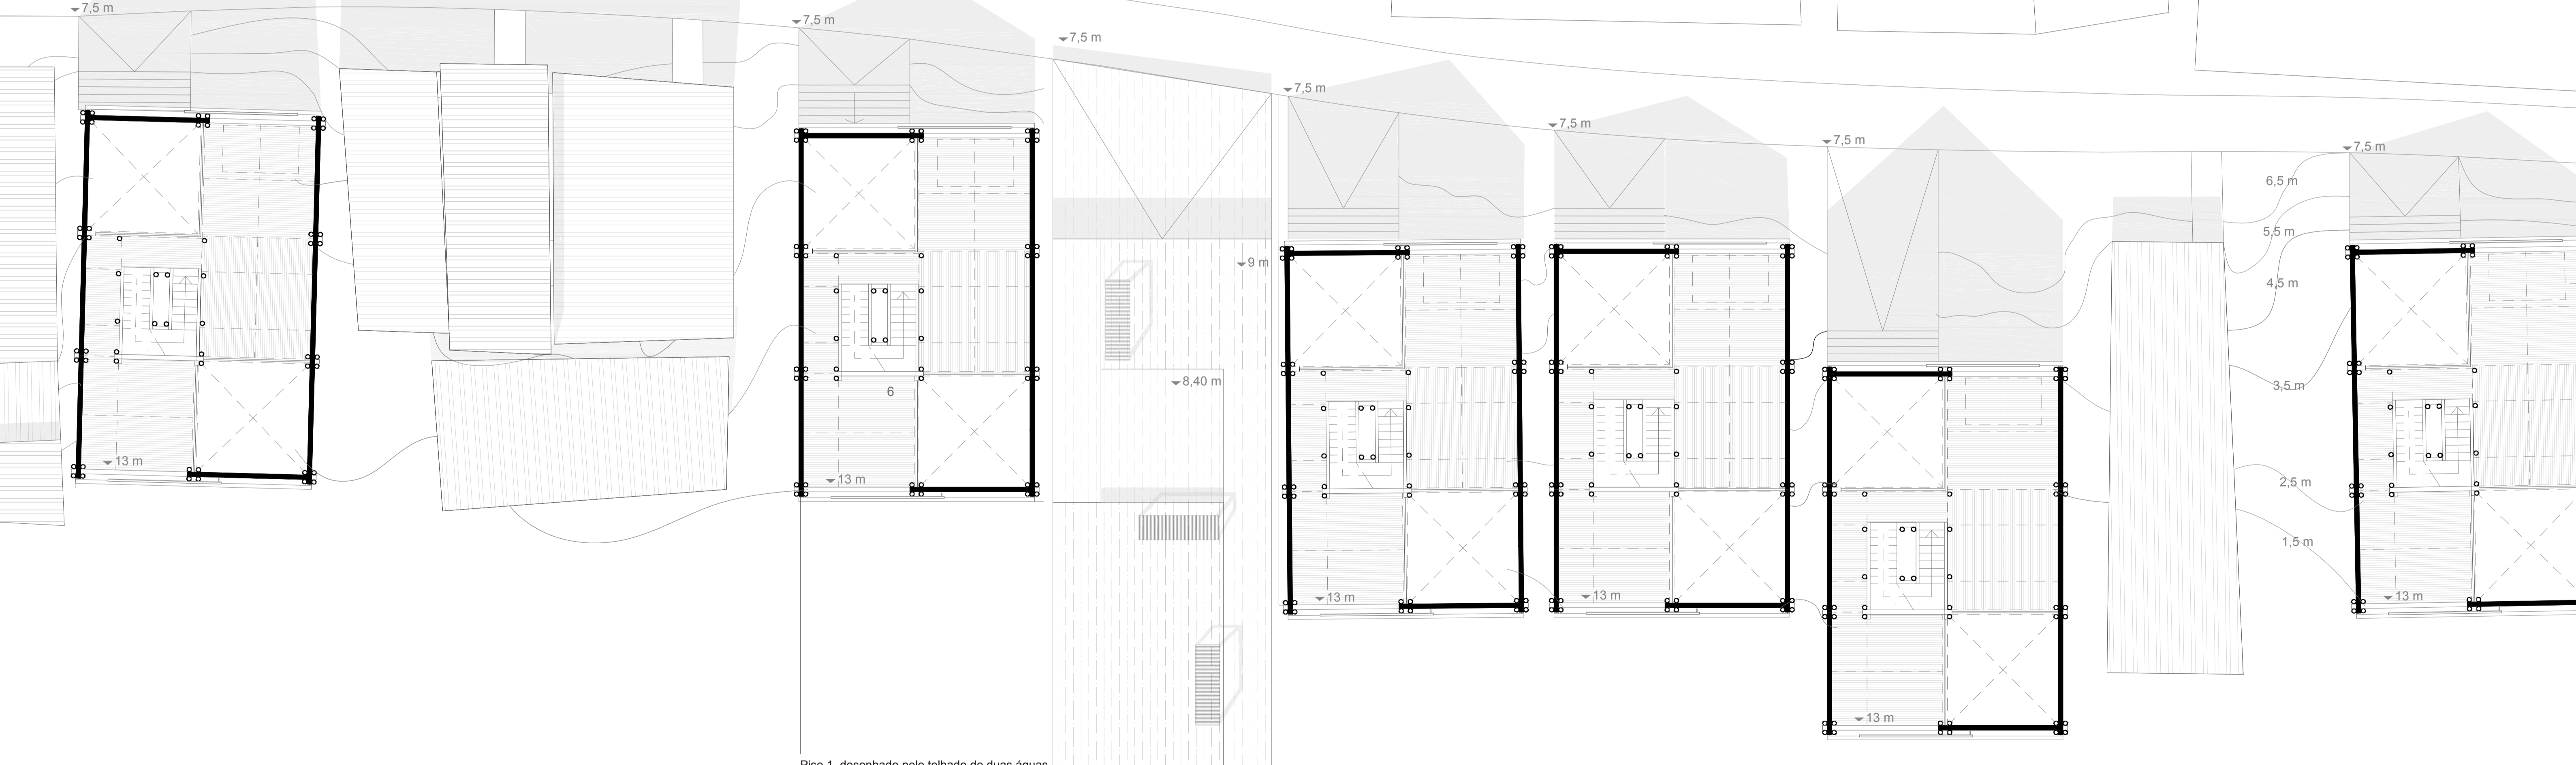 7,5 m
7,5 m
7,5 m
7,5 m
7,5 m
7,5 m
7,5 m
6,5 m
5,5 m
9 m
4,5 m
8,40 m
3,5 m
6
13 m
13 m
2,5 m
1,5 m
13 m
13 m
13 m
13 m
Piso 1, desenhado pelo telhado de duas águas